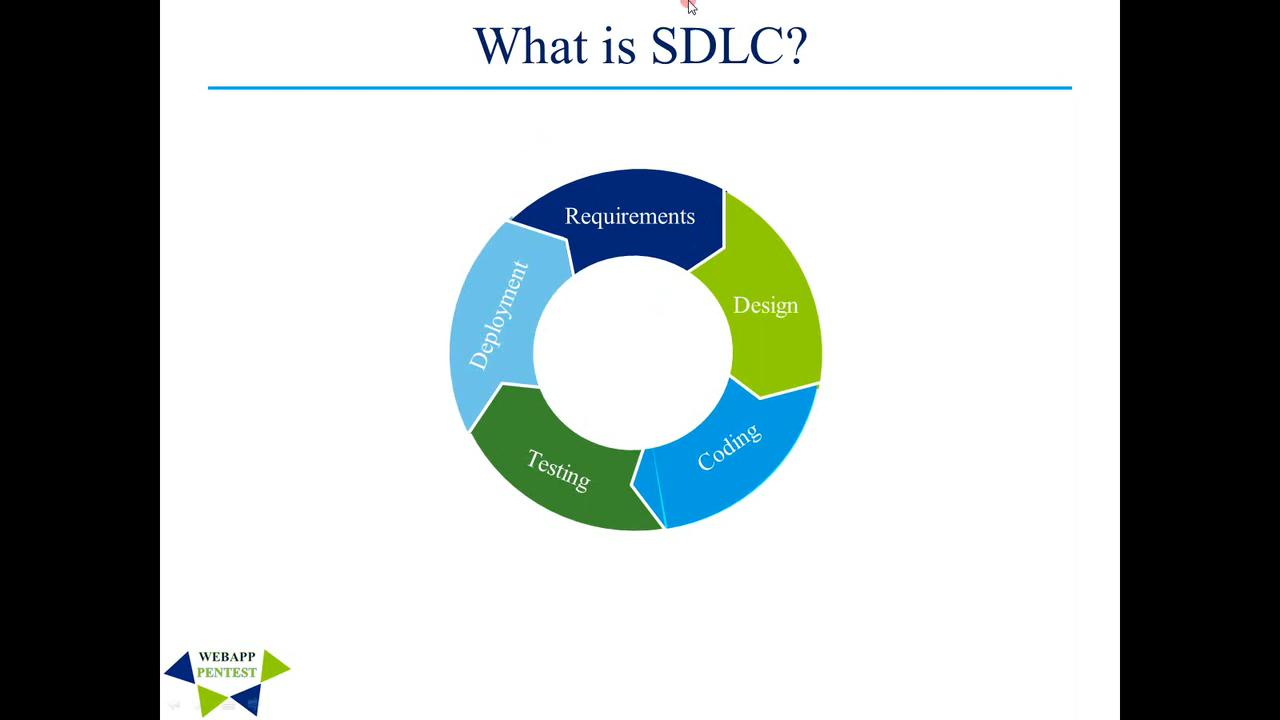 What is SDLC?
Requirements
Design
Coding
Testing
Deployment
WEBAPP
PENTEST